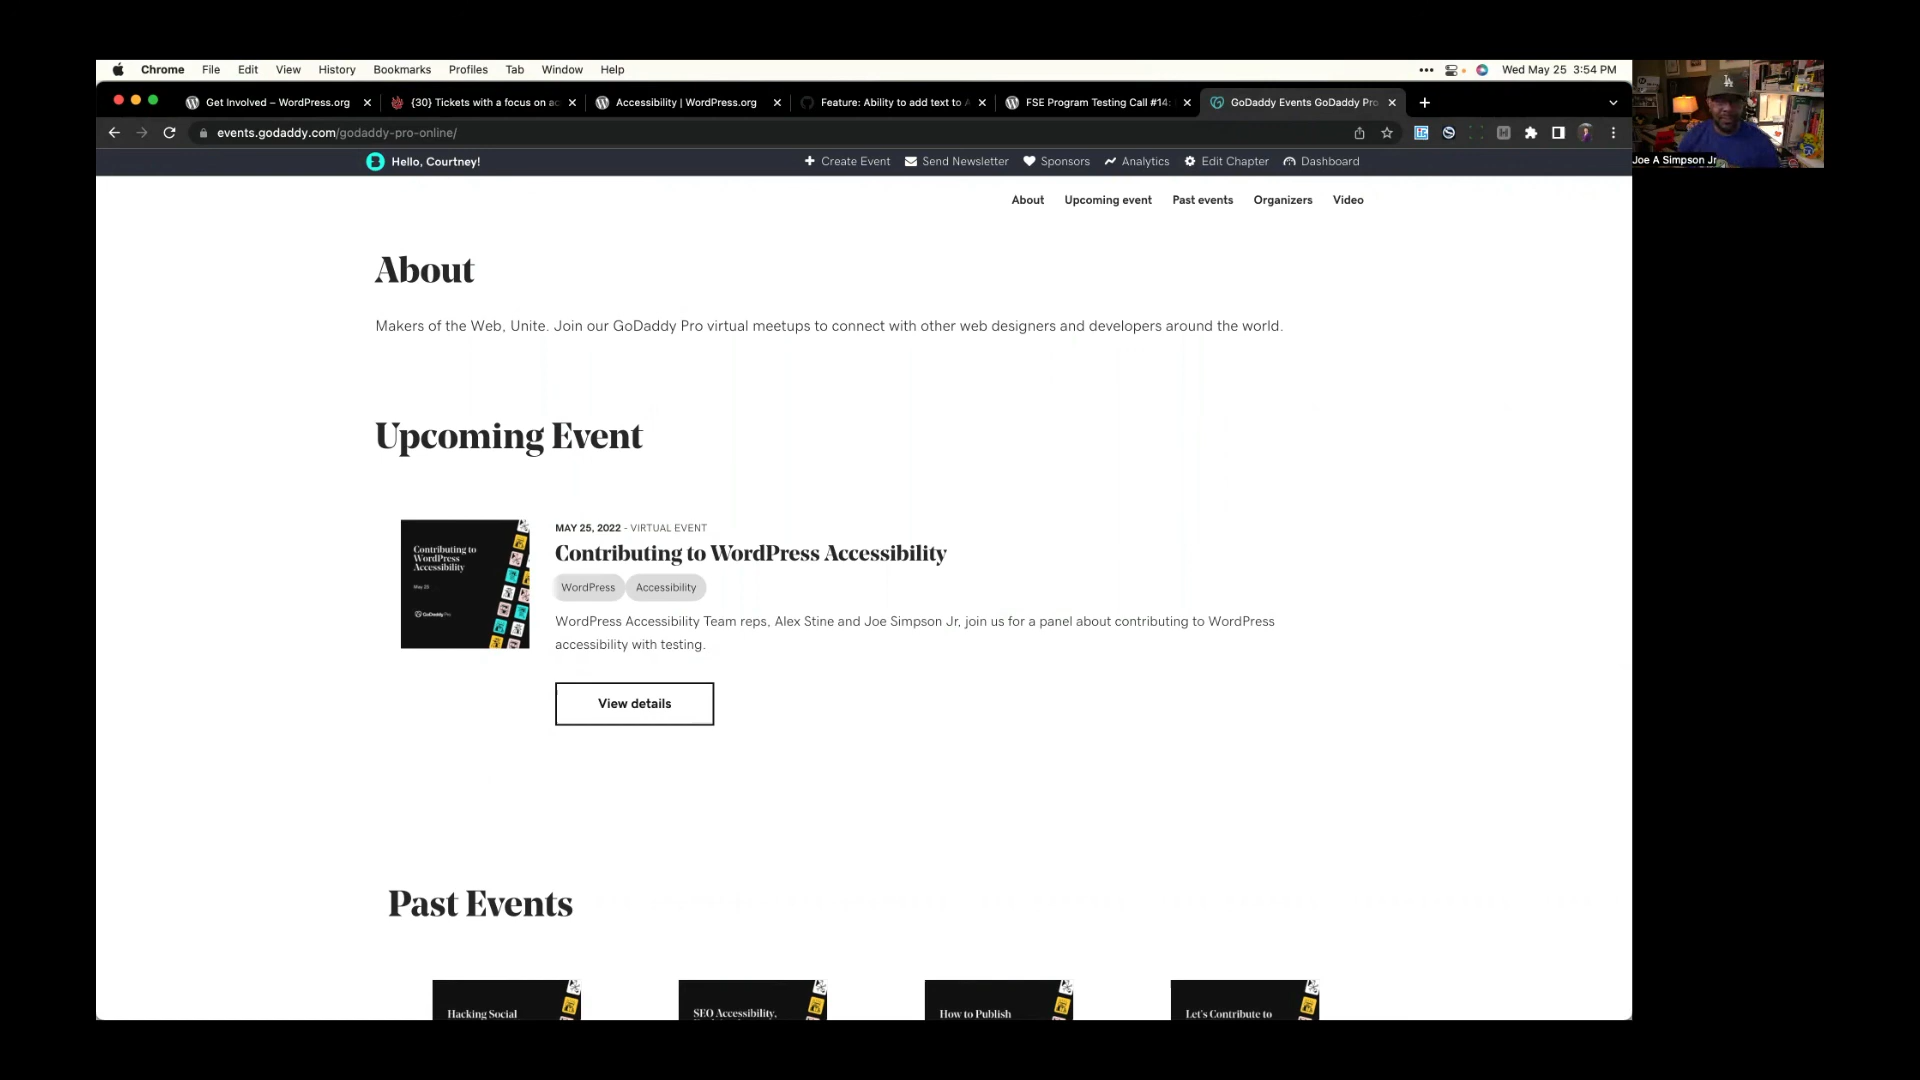 Chrome File Edit View History Bookmarks Profiles Tab Window Help Wed May 25 3:54 PM
Get Involved – WordPress.org {30} Tickets with a focus on ac Accessibility | WordPress.org Feature: Ability to add text to FSE Program Testing Call #14: GoDaddy Events GoDaddy Pro
events.godaddy.com/godaddy-pro-online/
Joe A Simpson Jr
Hello, Courtney! Create Event Send Newsletter Sponsors Analytics Edit Chapter Dashboard
About Upcoming event Past events Organizers Video
About
Makers of the Web, Unite. Join our GoDaddy Pro virtual meetups to connect with other web designers and developers around the world.
Upcoming Event
Contributing to
WordPress
Accessibility
May 25
GoDaddy Pro
MAY 25, 2022 - VIRTUAL EVENT
Contributing to WordPress Accessibility
WordPress Accessibility
WordPress Accessibility Team reps, Alex Stine and Joe Simpson Jr, join us for a panel about contributing to WordPress
accessibility with testing.
View details
Past Events
Hacking Social
SEO Accessibility,
How to Publish
Let's Contribute to